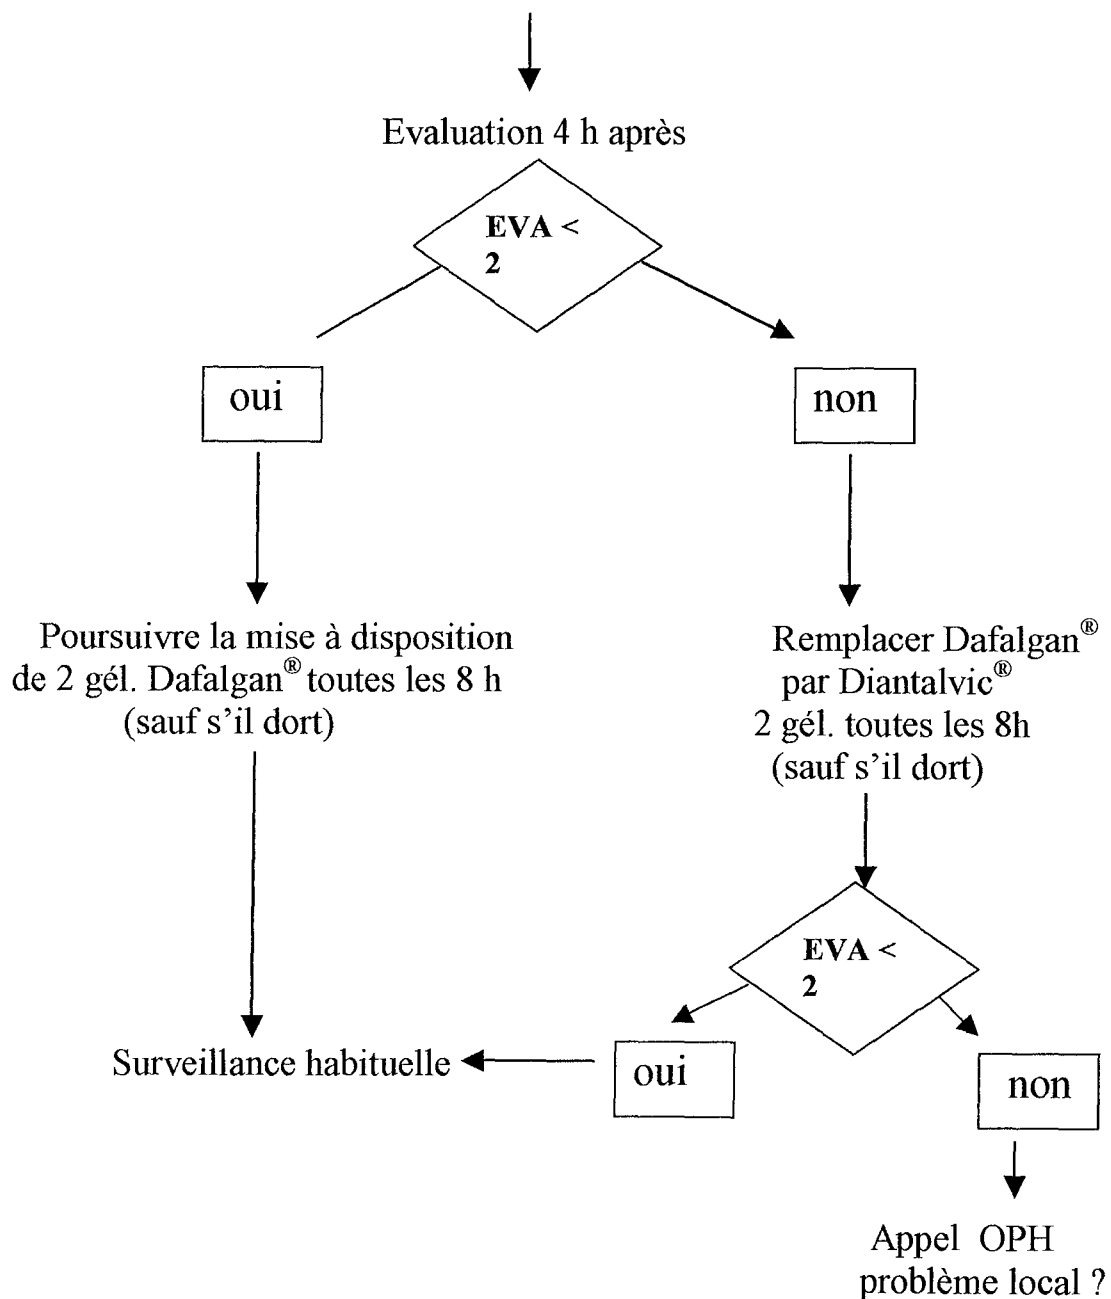 Evaluation 4 h après
EVA <
2
oui
non
Poursuivre la mise à disposition
de 2 gél. Dafalgan® toutes les 8 h
(sauf s’il dort)
Remplacer Dafalgan®
par Diantalvic®
2 gél. toutes les 8h
(sauf s’il dort)
EVA <
2
Surveillance habituelle
oui
non
Appel OPH
problème local ?